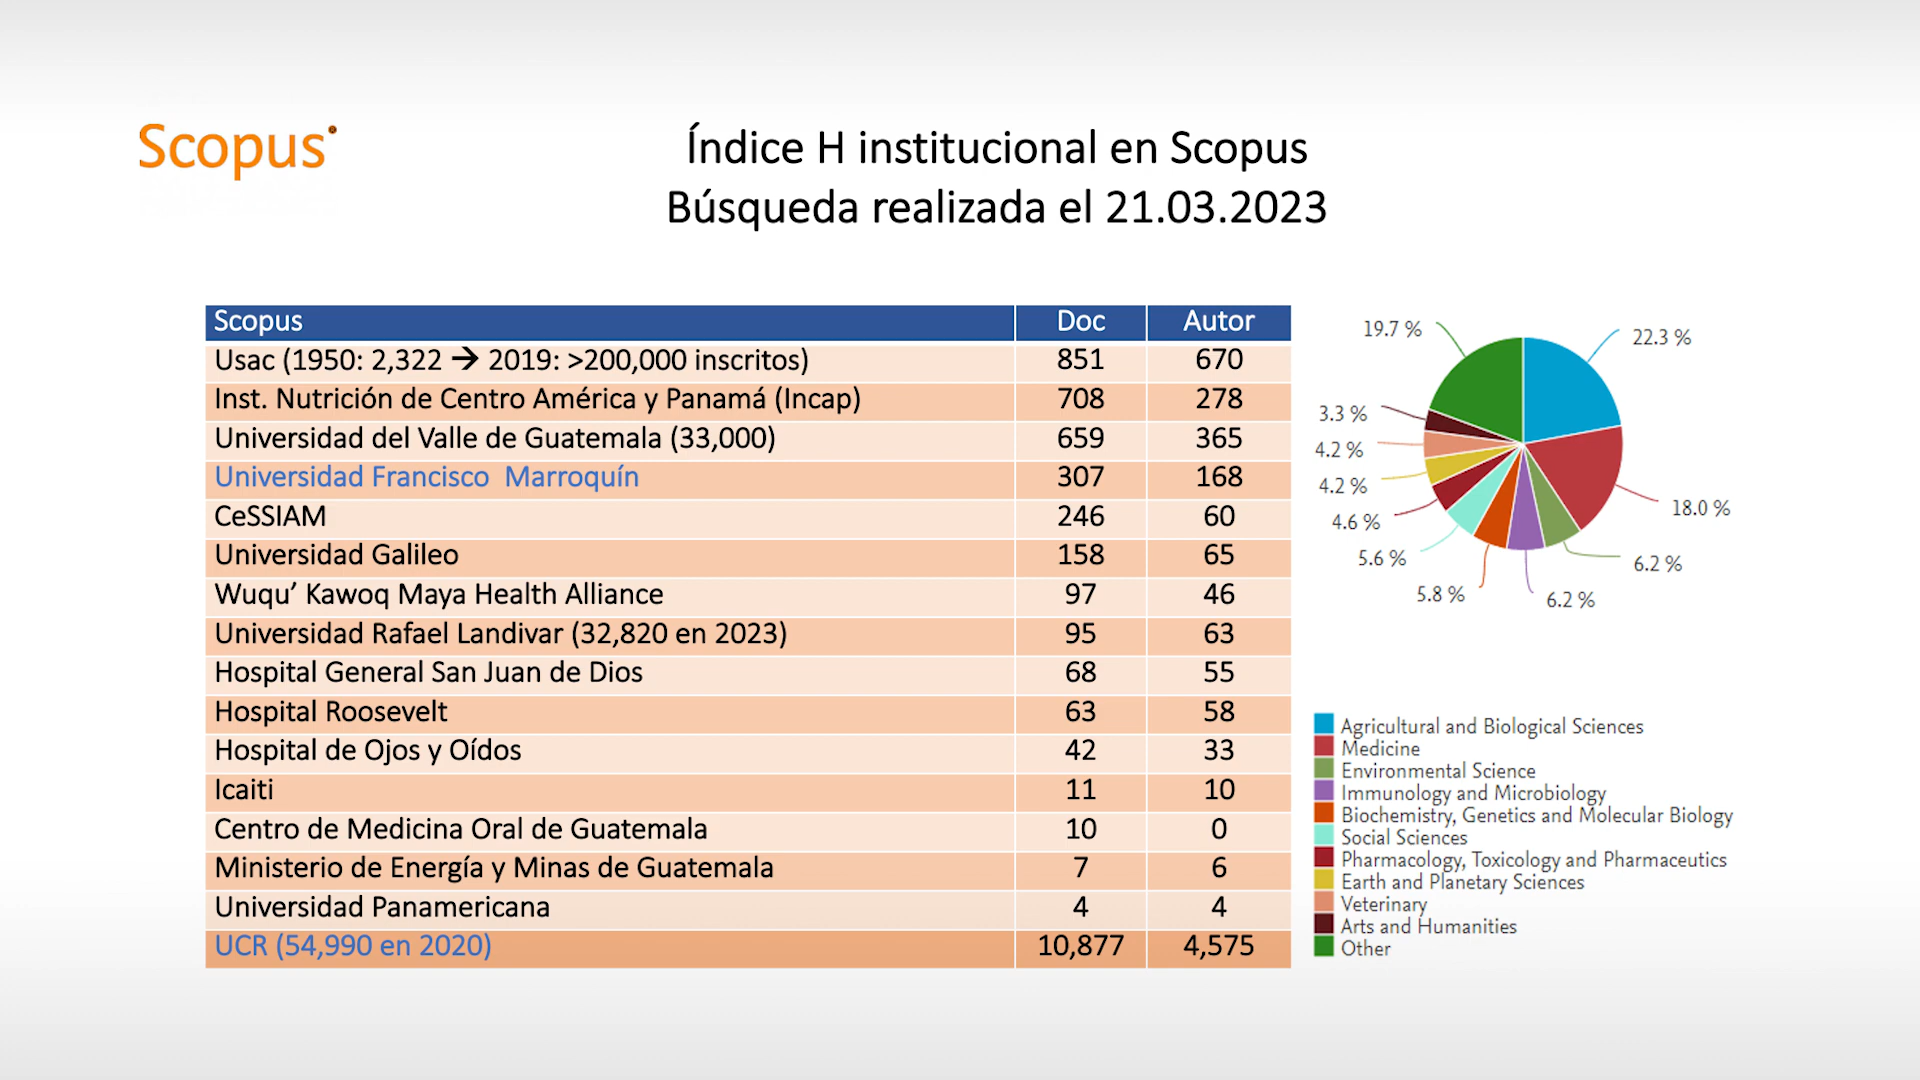 Scopus
Índice H institucional en Scopus
Búsqueda realizada el 21.03.2023
Scopus Doc Autor
Usac (1950: 2,322 → 2019: >200,000 inscritos) 851 670
Inst. Nutrición de Centro América y Panamá (Incap) 708 278
Universidad del Valle de Guatemala (33,000) 659 365
Universidad Francisco Marroquín 307 168
CeSSIAM 246 60
Universidad Galileo 158 65
Wuqu’ Kawoq Maya Health Alliance 97 46
Universidad Rafael Landivar (32,820 en 2023) 95 63
Hospital General San Juan de Dios 68 55
Hospital Roosevelt 63 58
Hospital de Ojos y Oídos 42 33
Icaiti 11 10
Centro de Medicina Oral de Guatemala 10 0
Ministerio de Energía y Minas de Guatemala 7 6
Universidad Panamericana 4 4
UCR (54,990 en 2020) 10,877 4,575
19.7 %
22.3 %
3.3 %
4.2 %
4.2 %
18.0 %
4.6 %
5.6 %
6.2 %
5.8 %
6.2 %
Agricultural and Biological Sciences
Medicine
Environmental Science
Immunology and Microbiology
Biochemistry, Genetics and Molecular Biology
Social Sciences
Pharmacology, Toxicology and Pharmaceutics
Earth and Planetary Sciences
Veterinary
Arts and Humanities
Other